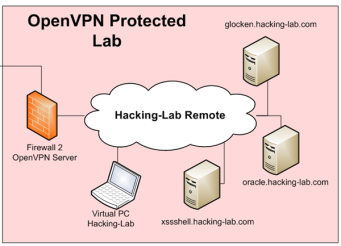 OpenVPN Protected
Lab
glocken.hacking-lab.com
Hacking-Lab Remote
Firewall 2
OpenVPN Server
oracle.hacking-lab.com
Virtual PC
Hacking-Lab
xssshell.hacking-lab.com